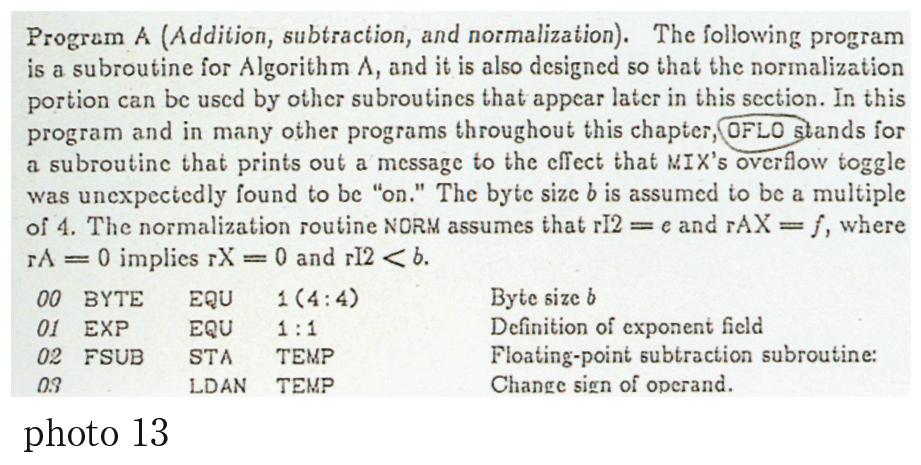 Program A (Addition, subtraction, and normalization). The following program
is a subroutine for Algorithm A, and it is also designed so that the normalization
portion can be used by other subroutines that appear later in this section. In this
program and in many other programs throughout this chapter, OFLO stands for
a subroutine that prints out a message to the effect that MIX's overflow toggle
was unexpectedly found to be "on." The byte size b is assumed to be a multiple
of 4. The normalization routine NORM assumes that rI2 = e and rAX = f, where
rA = 0 implies rX = 0 and rI2 < b.
00 BYTE EQU 1(4:4) Byte size b
01 EXP EQU 1:1 Definition of exponent field
02 FSUB STA TEMP Floating-point subtraction subroutine:
03 LDAN TEMP Change sign of operand.
photo 13